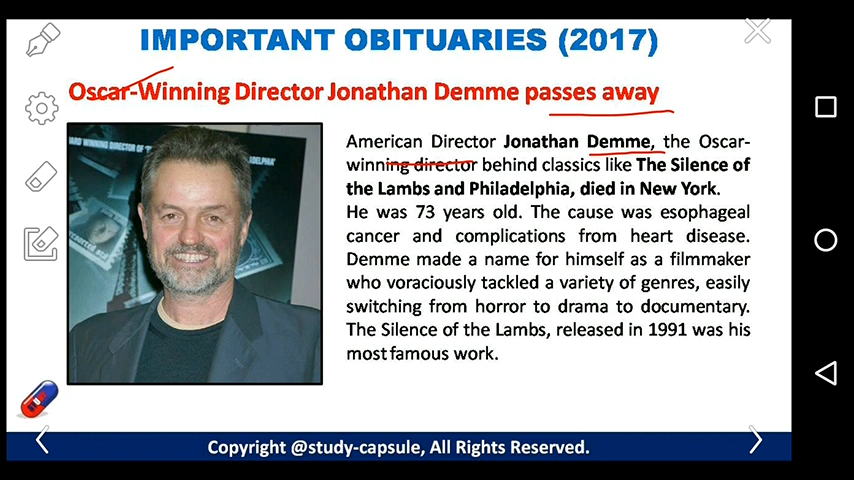 IMPORTANT OBITUARIES (2017)
Oscar-Winning Director Jonathan Demme passes away
American Director Jonathan Demme, the Oscar-
winning director behind classics like The Silence of
the Lambs and Philadelphia, died in New York.
He was 73 years old. The cause was esophageal
cancer and complications from heart disease.
Demme made a name for himself as a filmmaker
who voraciously tackled a variety of genres, easily
switching from horror to drama to documentary.
The Silence of the Lambs, released in 1991 was his
most famous work.
Copyright @study-capsule, All Rights Reserved.